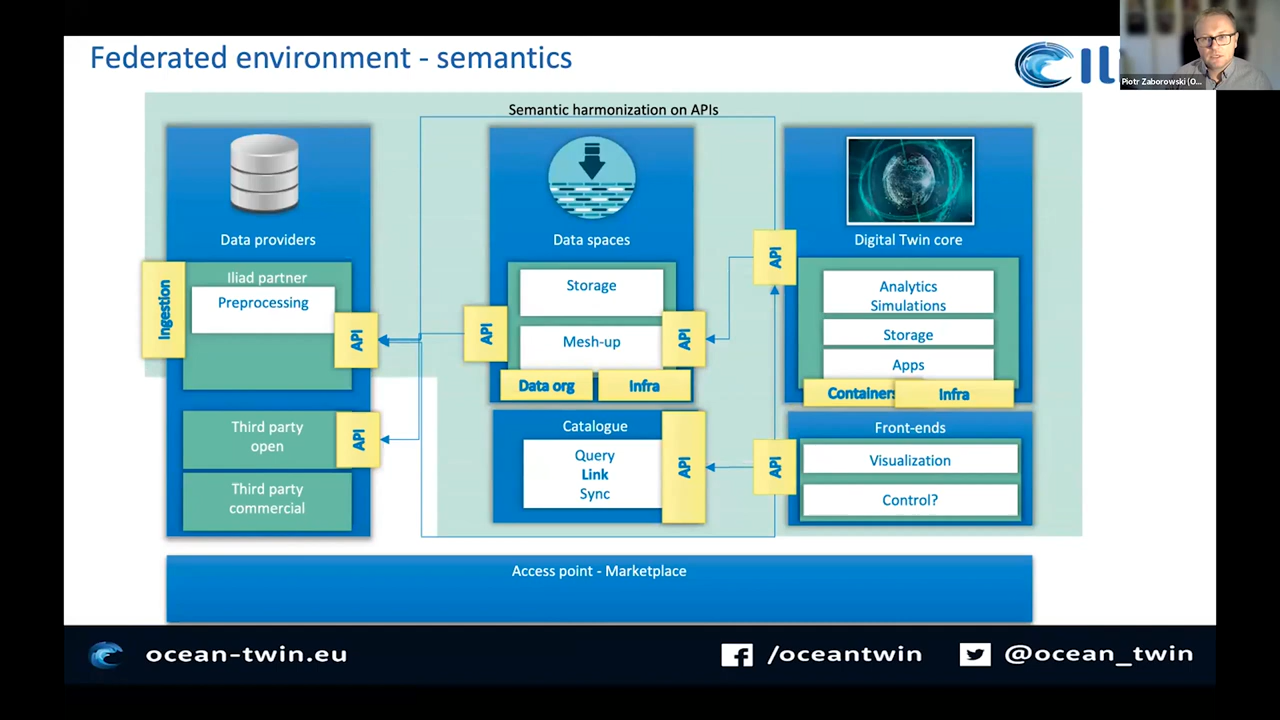 Federated environment - semantics
Piotr Zaborowski (O...
Semantic harmonization on APIs
Data providers
Iliad partner
Preprocessing
Ingestion
API
Third party
open
API
Third party
commercial
Data spaces
Storage
Mesh-up
API
API
Data org
Infra
Catalogue
Query
Link
Sync
API
Digital Twin core
API
Analytics
Simulations
Storage
Apps
Containers
Infra
Front-ends
API
Visualization
Control?
Access point - Marketplace
ocean-twin.eu
/oceantwin
@ocean_twin